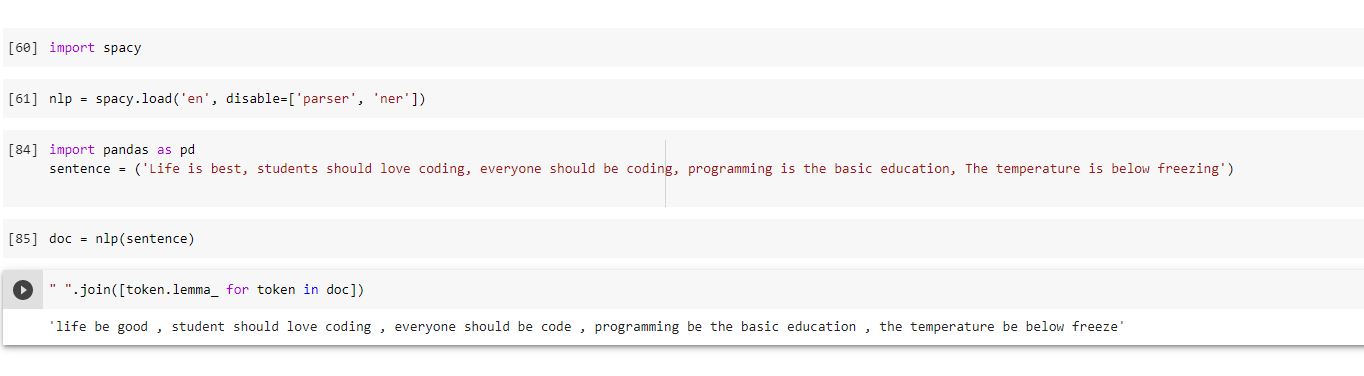 [60] import spacy
[61] nlp = spacy.load('en', disable=['parser', 'ner'])
[84] import pandas as pd
sentence = ('Life is best, students should love coding, everyone should be coding, programming is the basic education, The temperature is below freezing')
[85] doc = nlp(sentence)
" ".join([token.lemma_ for token in doc])
'life be good , student should love coding , everyone should be code , programming be the basic education , the temperature be below freeze'